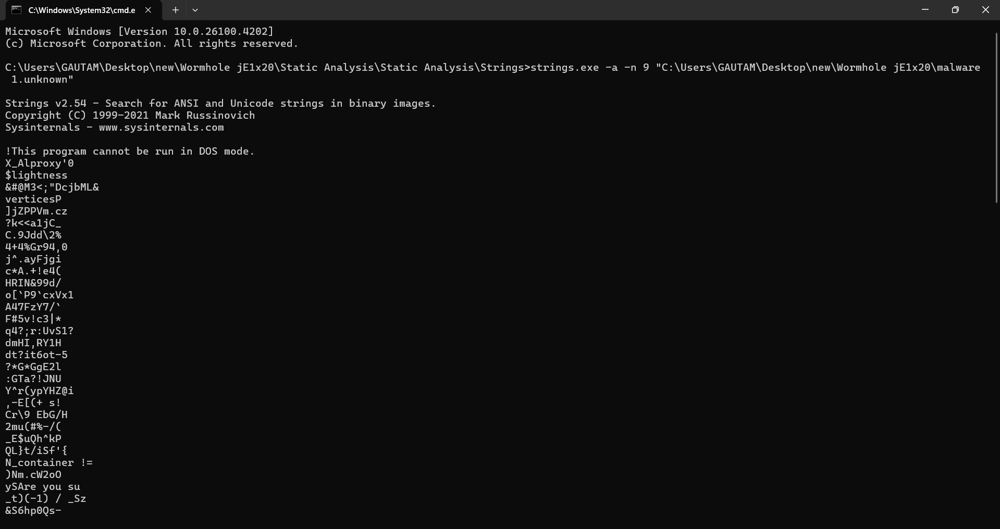 C:\Windows\System32\cmd.e
Microsoft Windows [Version 10.0.26100.4202]
(c) Microsoft Corporation. All rights reserved.
C:\Users\GAUTAM\Desktop\new\Wormhole jE1x20\Static Analysis\Static Analysis\Strings>strings.exe -a -n 9 "C:\Users\GAUTAM\Desktop\new\Wormhole jE1x20\malware
1.unknown"
Strings v2.54 - Search for ANSI and Unicode strings in binary images.
Copyright (C) 1999-2021 Mark Russinovich
Sysinternals - www.sysinternals.com
!This program cannot be run in DOS mode.
X_Alproxy'0
$lightness
&#@M3<;"DcjbML&
verticesP
]jZPPVm.cz
?k<<a1jC_
C.9Jdd\2%
4+4%Gr94,0
j^.ayFjgi
c*A.+!e4(
HRIN&99d/
o[`P9`cxVx1
A47FzY7/`
F#5v!c3|*
q4?;r:UvS1?
dmHI,RY1H
dt?it6ot-5
?*G*GgE2l
:GTa?!JNU
Y^r(ypYHZ@i
,-E[(+ s!
Cr\9 EbG/H
2mu(#%-/(
_E$uQh^kP
QL}t/iSf'{
N_container !=
)Nm.cW2oO
ySAre you su
_t)(-1) / _Sz
&S6hp0Qs-